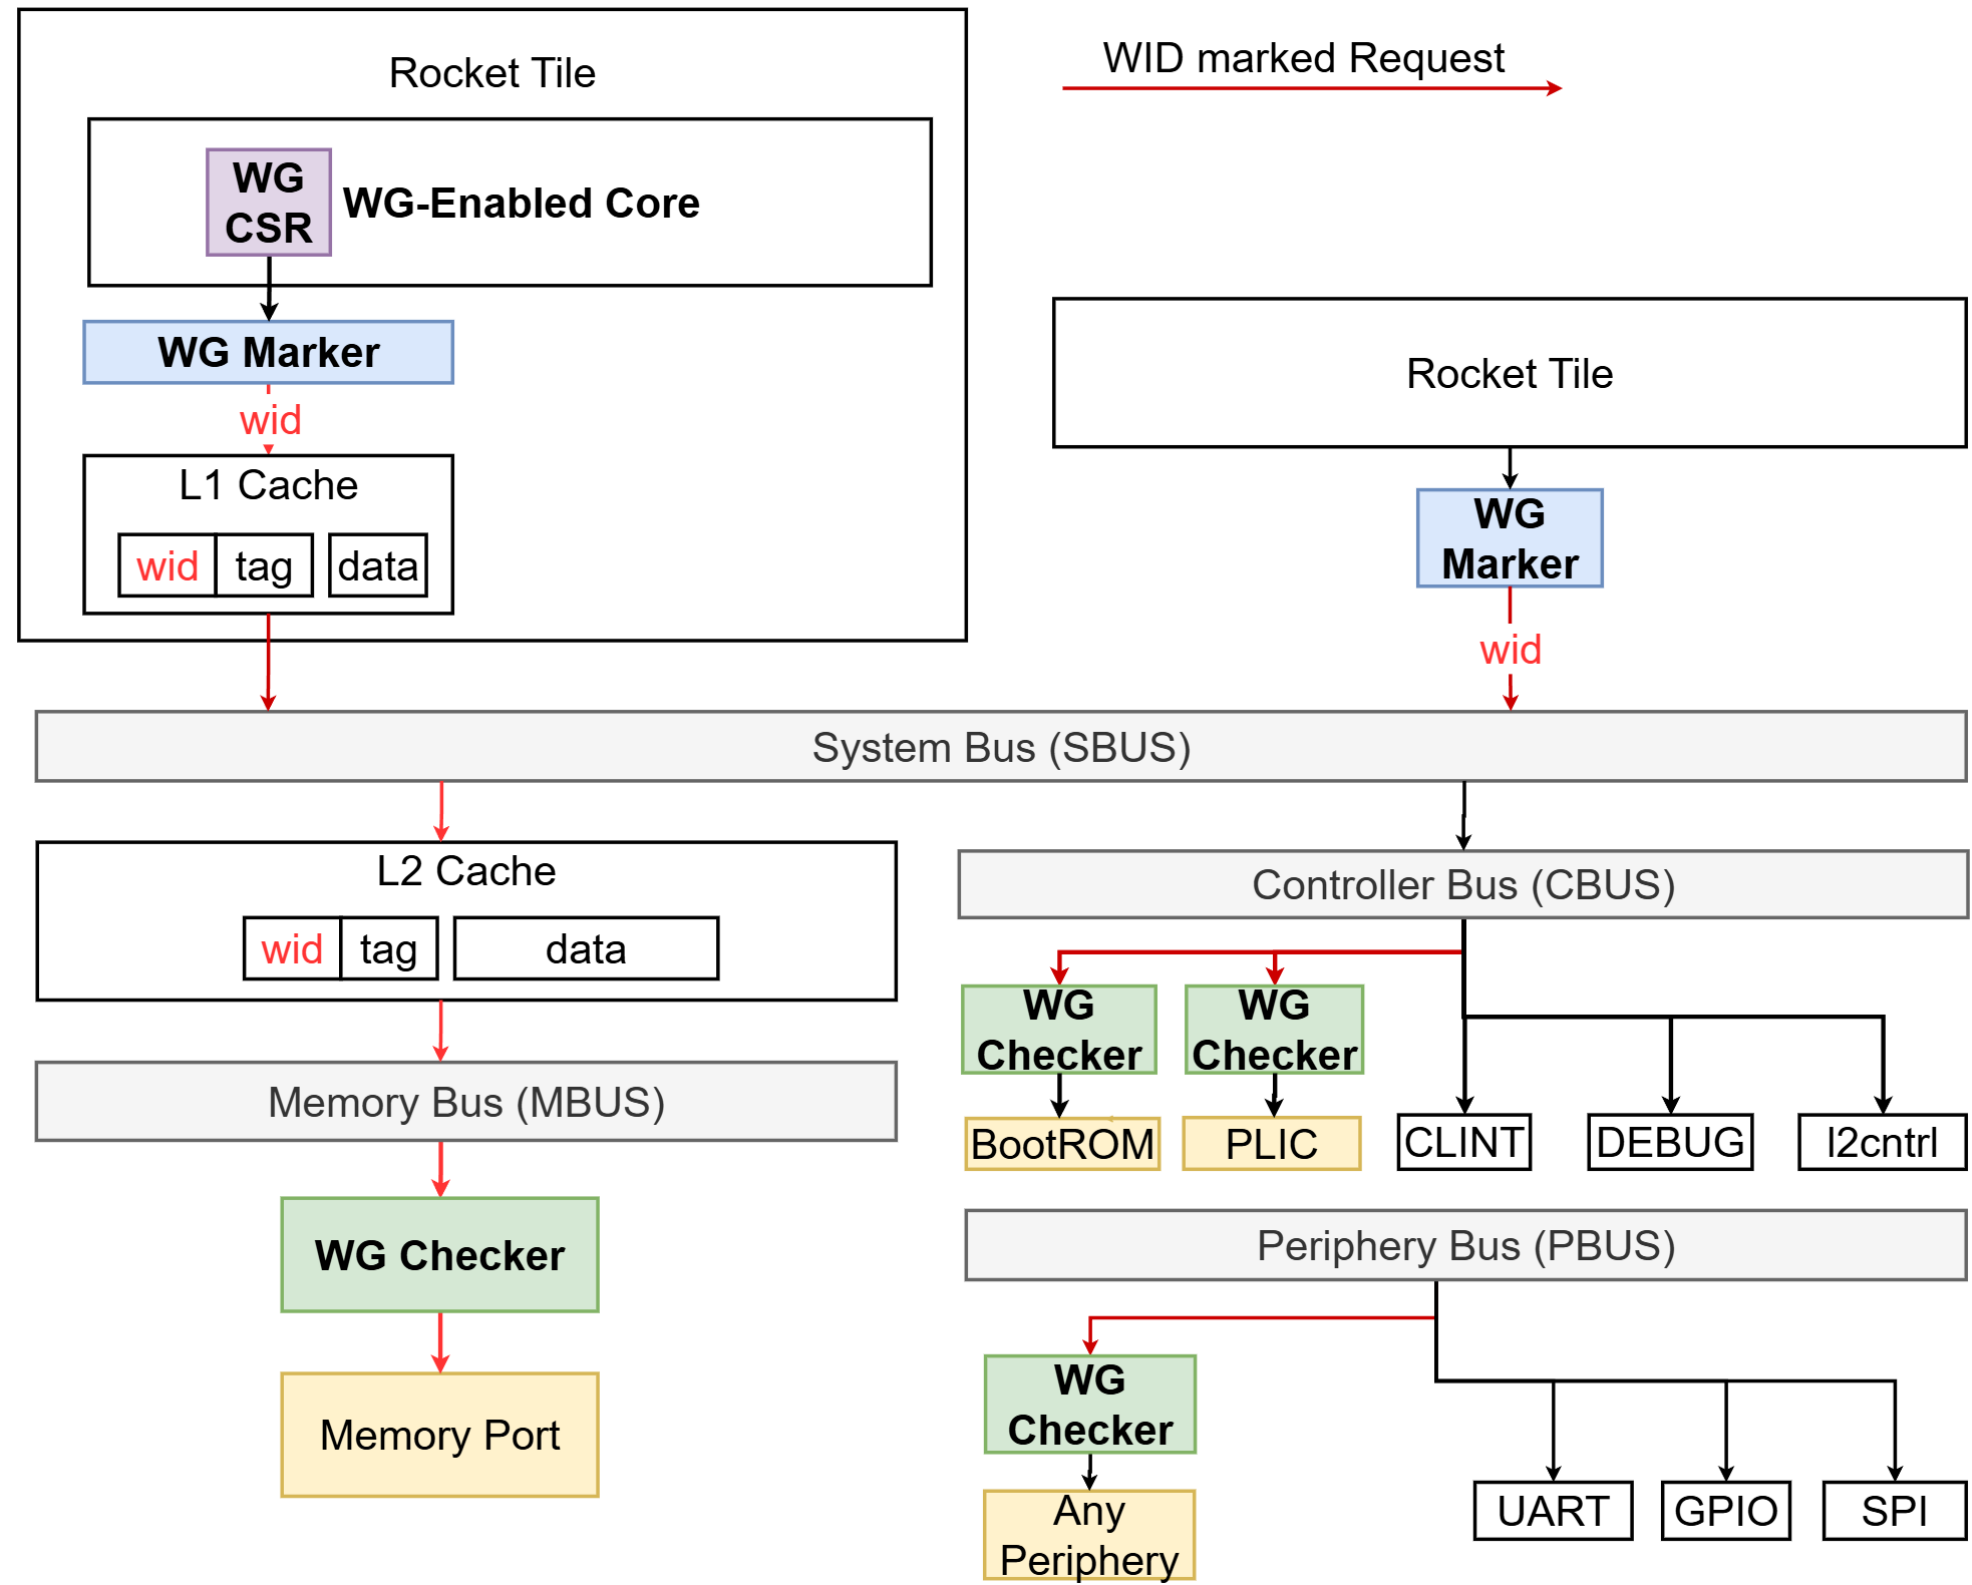 Rocket Tile
WID marked Request
WG
CSR
WG-Enabled Core
WG Marker
wid
L1 Cache
wid
tag
data
Rocket Tile
WG
Marker
wid
System Bus (SBUS)
L2 Cache
wid
tag
data
Memory Bus (MBUS)
WG Checker
Memory Port
Controller Bus (CBUS)
WG
Checker
WG
Checker
BootROM
PLIC
CLINT
DEBUG
l2cntrl
Periphery Bus (PBUS)
WG
Checker
Any
Periphery
UART
GPIO
SPI